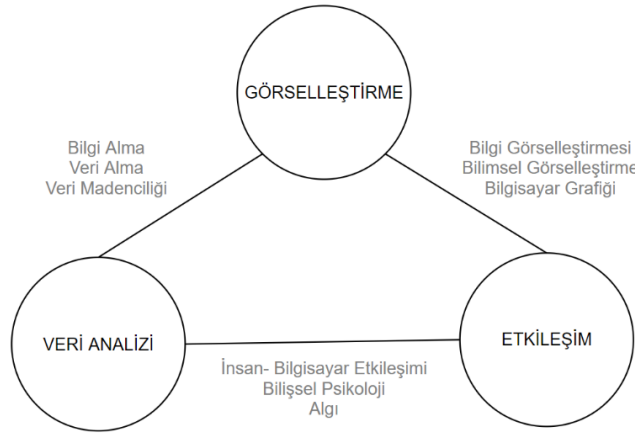 GÖRSELLEŞTİRME
Bilgi Alma
Veri Alma
Veri Madenciliği
Bilgi Görselleştirmesi
Bilimsel Görselleştirme
Bilgisayar Grafiği
VERİ ANALİZİ
ETKİLEŞİM
İnsan- Bilgisayar Etkileşimi
Bilişsel Psikoloji
Algı